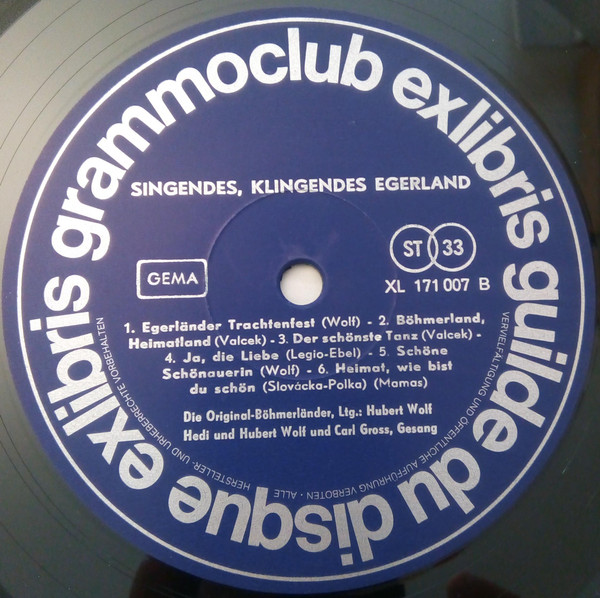 exlibris grammoclub exlibris guilde du disque
SINGENDES, KLINGENDES EGERLAND
GEMA
ST 33
XL 171 007 B
1. Egerländer Trachtenfest (Wolf) - 2. Böhmerland,
Heimatland (Valcek) - 3. Der schönste Tanz (Valcek) -
4. Ja, die Liebe (Legio-Ebel) - 5. Schöne
Schönauerin (Wolf) - 6. Heimat, wie bist
du schön (Slovácka-Polka) (Mamas)
Die Original-Böhmerländer, Ltg.: Hubert Wolf
Hedi und Hubert Wolf und Carl Gross, Gesang
ALLE HERSTELLER- UND URHEBERRECHTE VORBEHALTEN
VERVIELFÄLTIGUNG UND ÖFFENTLICHE AUFFÜHRUNG VERBOTEN ·